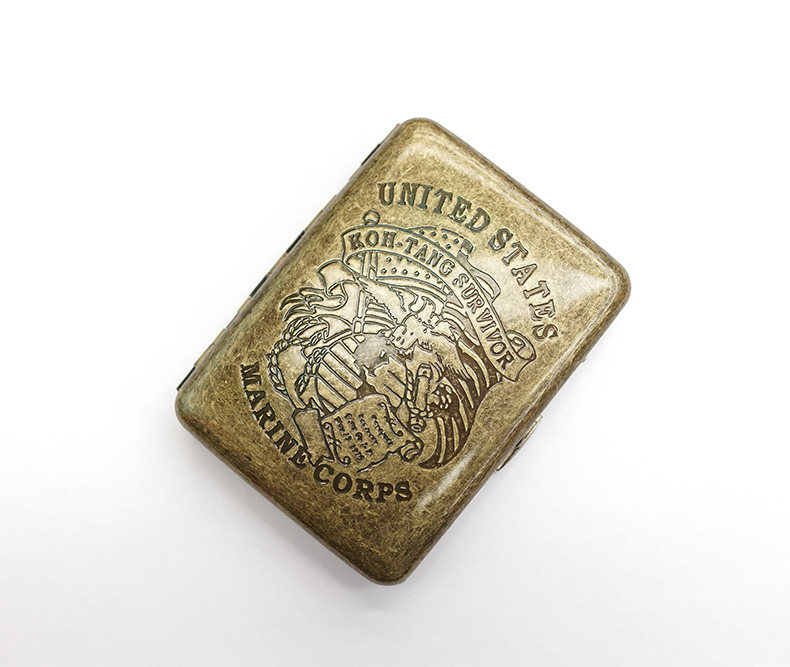 UNITED STATES
KOH-TANG SURVIVOR
MARINE CORPS